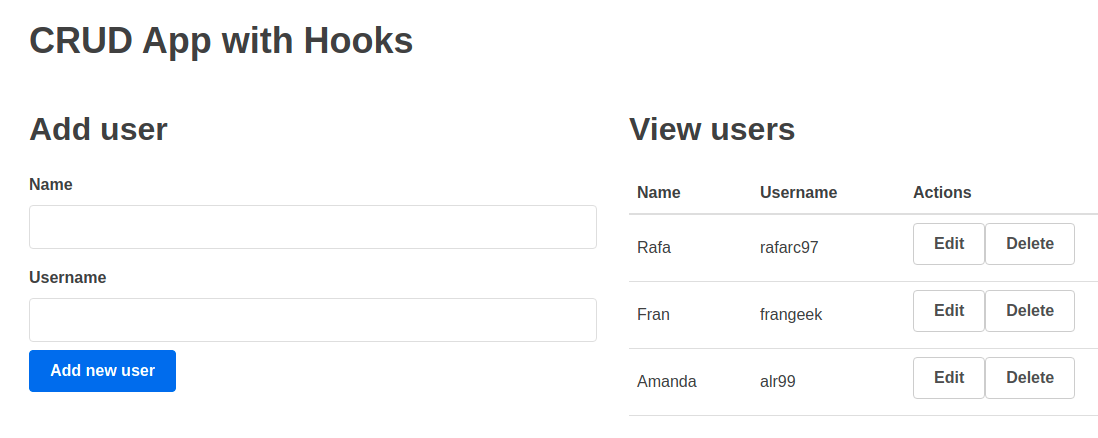 CRUD App with Hooks
Add user
Name
Username
Add new user
View users
Name Username Actions
Rafa rafarc97 Edit Delete
Fran frangeek Edit Delete
Amanda alr99 Edit Delete